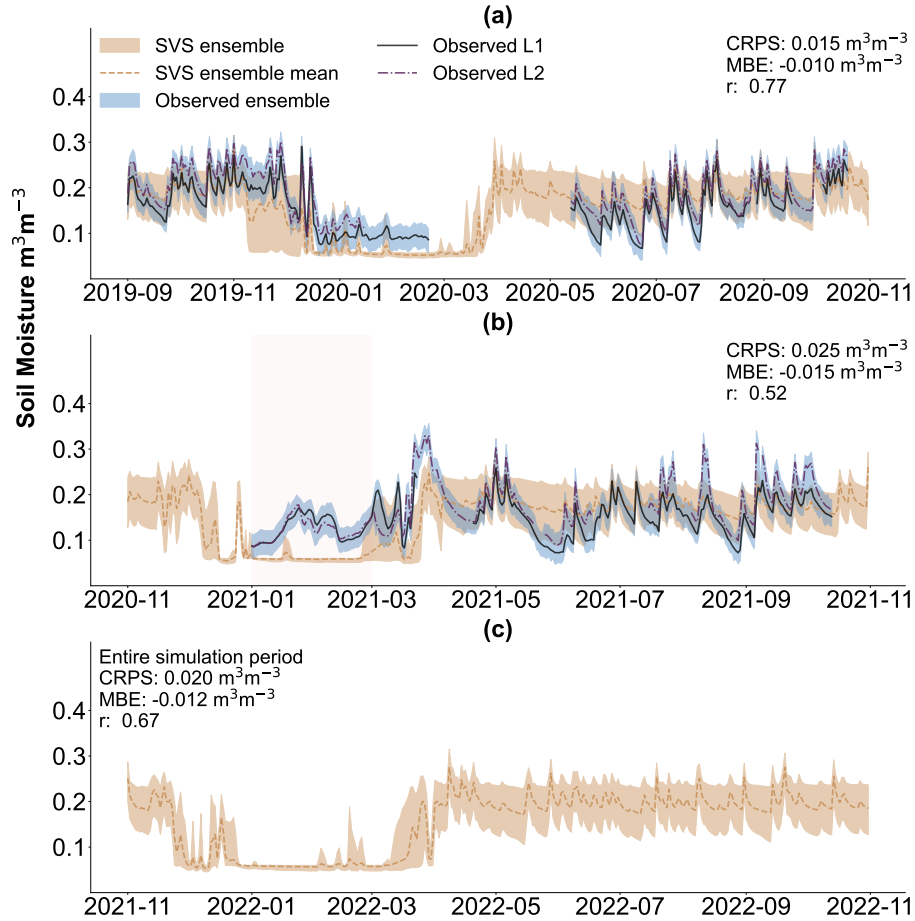 (a)
SVS ensemble
SVS ensemble mean
Observed ensemble
Observed L1
Observed L2
CRPS: 0.015 m³m⁻³
MBE: -0.010 m³m⁻³
r:  0.77
0.4
0.3
0.2
0.1
2019-09 2019-11 2020-01 2020-03 2020-05 2020-07 2020-09 2020-11
Soil Moisture m³m⁻³
(b)
CRPS: 0.025 m³m⁻³
MBE: -0.015 m³m⁻³
r:  0.52
0.4
0.3
0.2
0.1
2020-11 2021-01 2021-03 2021-05 2021-07 2021-09 2021-11
(c)
Entire simulation period
CRPS: 0.020 m³m⁻³
MBE: -0.012 m³m⁻³
r:  0.67
0.4
0.3
0.2
0.1
2021-11 2022-01 2022-03 2022-05 2022-07 2022-09 2022-11